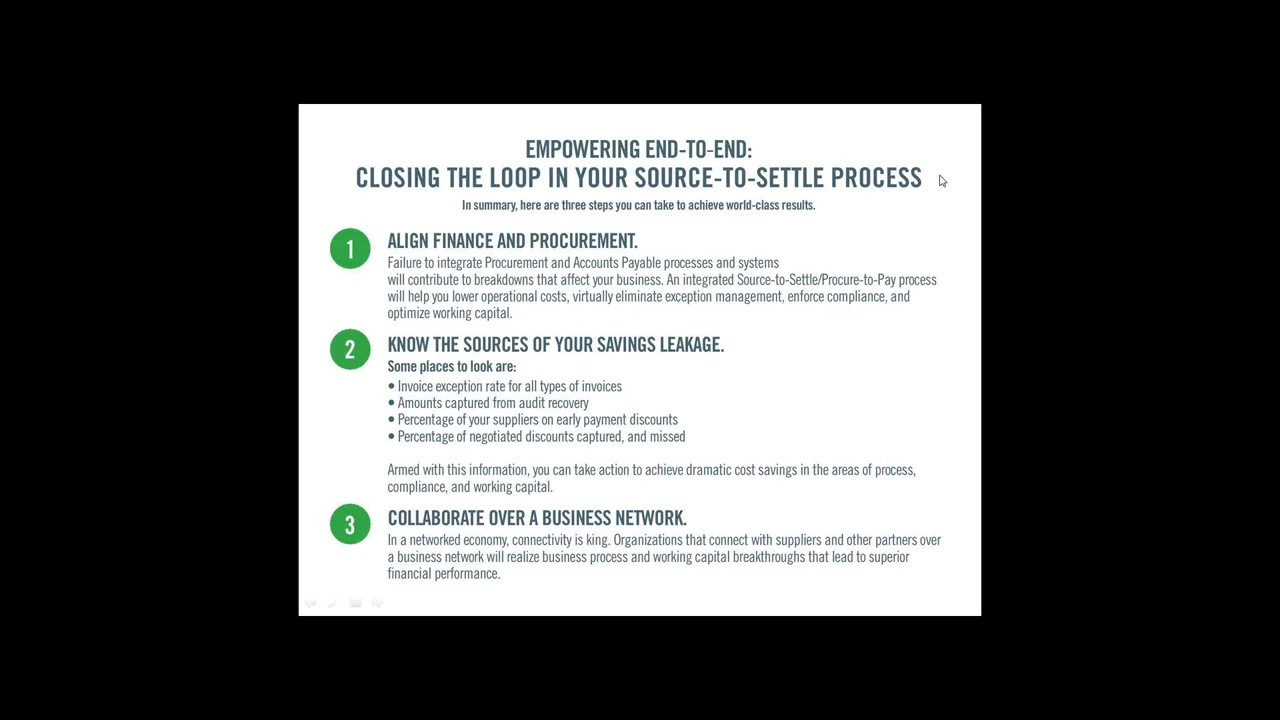 EMPOWERING END-TO-END:
CLOSING THE LOOP IN YOUR SOURCE-TO-SETTLE PROCESS
In summary, here are three steps you can take to achieve world-class results.
1
ALIGN FINANCE AND PROCUREMENT.
Failure to integrate Procurement and Accounts Payable processes and systems
will contribute to breakdowns that affect your business. An integrated Source-to-Settle/Procure-to-Pay process
will help you lower operational costs, virtually eliminate exception management, enforce compliance, and
optimize working capital.
2
KNOW THE SOURCES OF YOUR SAVINGS LEAKAGE.
Some places to look are:
• Invoice exception rate for all types of invoices
• Amounts captured from audit recovery
• Percentage of your suppliers on early payment discounts
• Percentage of negotiated discounts captured, and missed
Armed with this information, you can take action to achieve dramatic cost savings in the areas of process,
compliance, and working capital.
3
COLLABORATE OVER A BUSINESS NETWORK.
In a networked economy, connectivity is king. Organizations that connect with suppliers and other partners over
a business network will realize business process and working capital breakthroughs that lead to superior
financial performance.